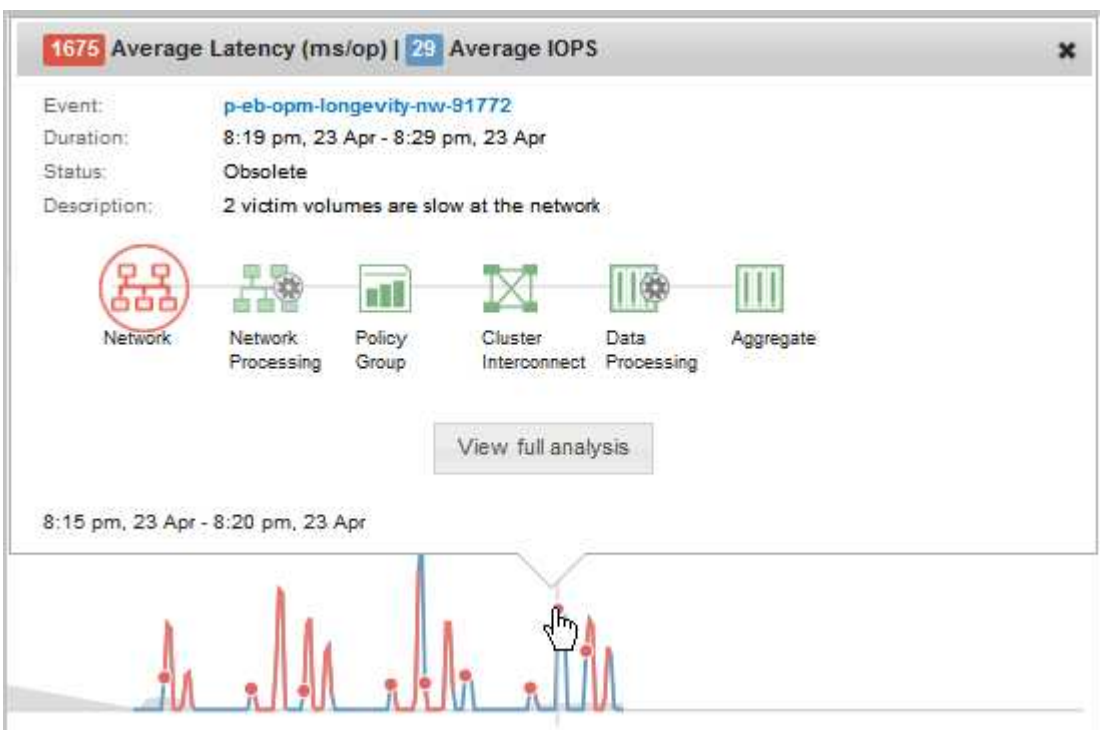 1675 Average Latency (ms/op) | 29 Average IOPS
Event: p-eb-opm-longevity-nw-91772
Duration: 8:19 pm, 23 Apr - 8:29 pm, 23 Apr
Status: Obsolete
Description: 2 victim volumes are slow at the network
Network Network Policy Cluster Data Aggregate
Processing Group Interconnect Processing
View full analysis
8:15 pm, 23 Apr - 8:20 pm, 23 Apr